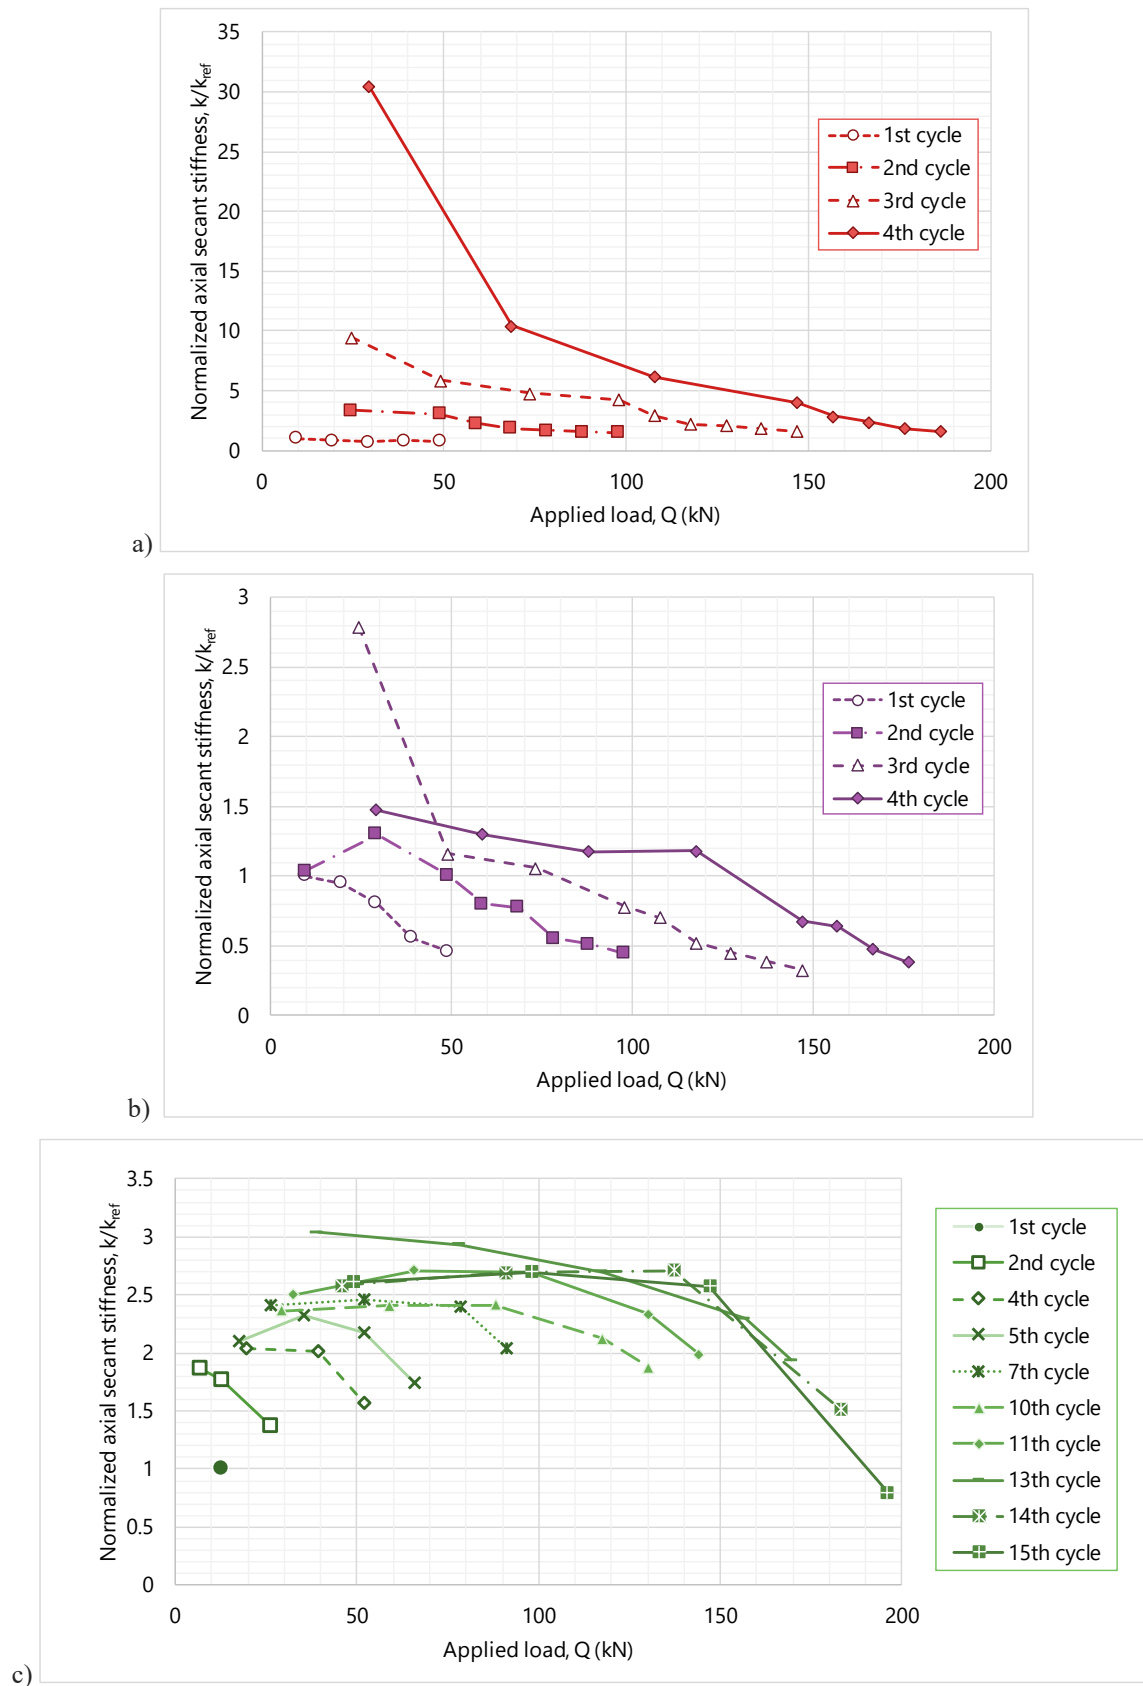 Normalized axial secant stiffness, k/kref
35
30
25
20
15
10
5
0
0 50 100 150 200
Applied load, Q (kN)
1st cycle
2nd cycle
3rd cycle
4th cycle
a)
Normalized axial secant stiffness, k/kref
3
2.5
2
1.5
1
0.5
0
0 50 100 150 200
Applied load, Q (kN)
1st cycle
2nd cycle
3rd cycle
4th cycle
b)
Normalized axial secant stiffness, k/kref
3.5
3
2.5
2
1.5
1
0.5
0
0 50 100 150 200
Applied load, Q (kN)
1st cycle
2nd cycle
4th cycle
5th cycle
7th cycle
10th cycle
11th cycle
13th cycle
14th cycle
15th cycle
c)